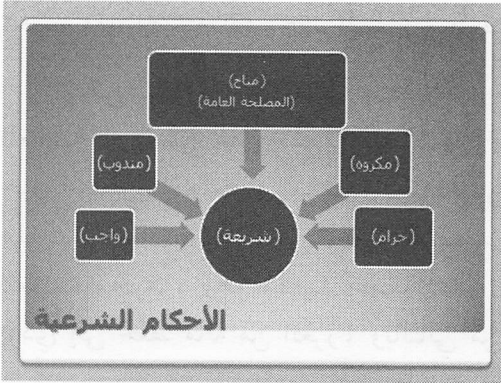 (مباح)
(المصلحة العامة)
(مكروه)
(مندوب)
(حرام)
(شريعة)
(واجب)
الأحكام الشرعية